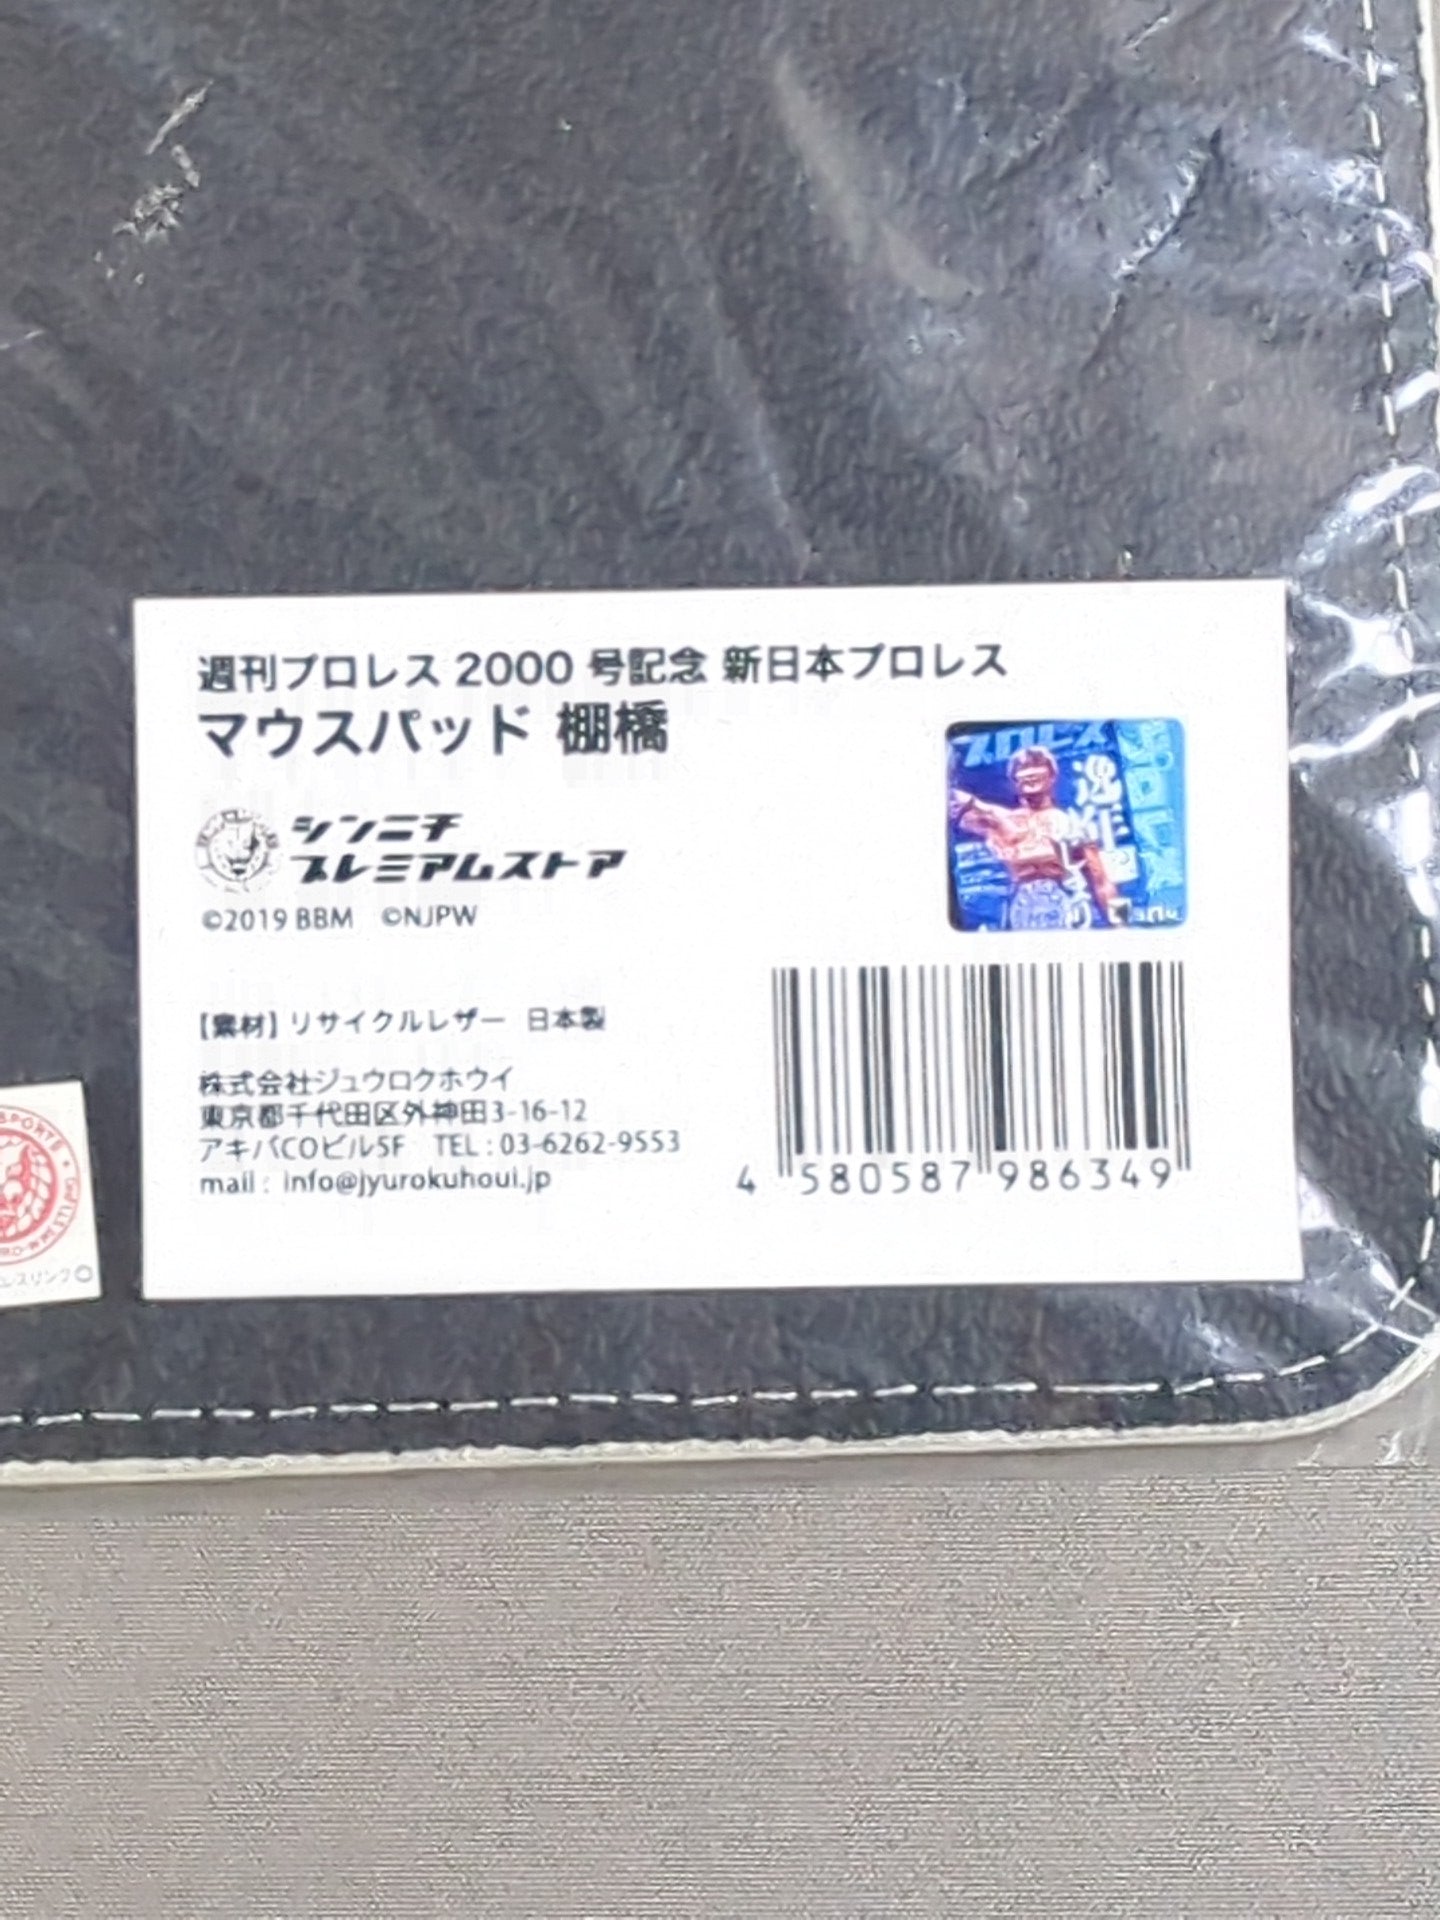 週刊プロレス 2000 号記念 新日本プロレス
マウスパッド 棚橋
シンニチ
プレミアムストア
©2019 BBM ©NJPW
プロレス
【素材】リサイクルレザー 日本製
株式会社ジュウロクホウイ
東京都千代田区外神田3-16-12
アキバCOビル5F TEL : 03-6262-9553
mail : info@jyurokuhoui.jp
4 580587 986349
SPORTS